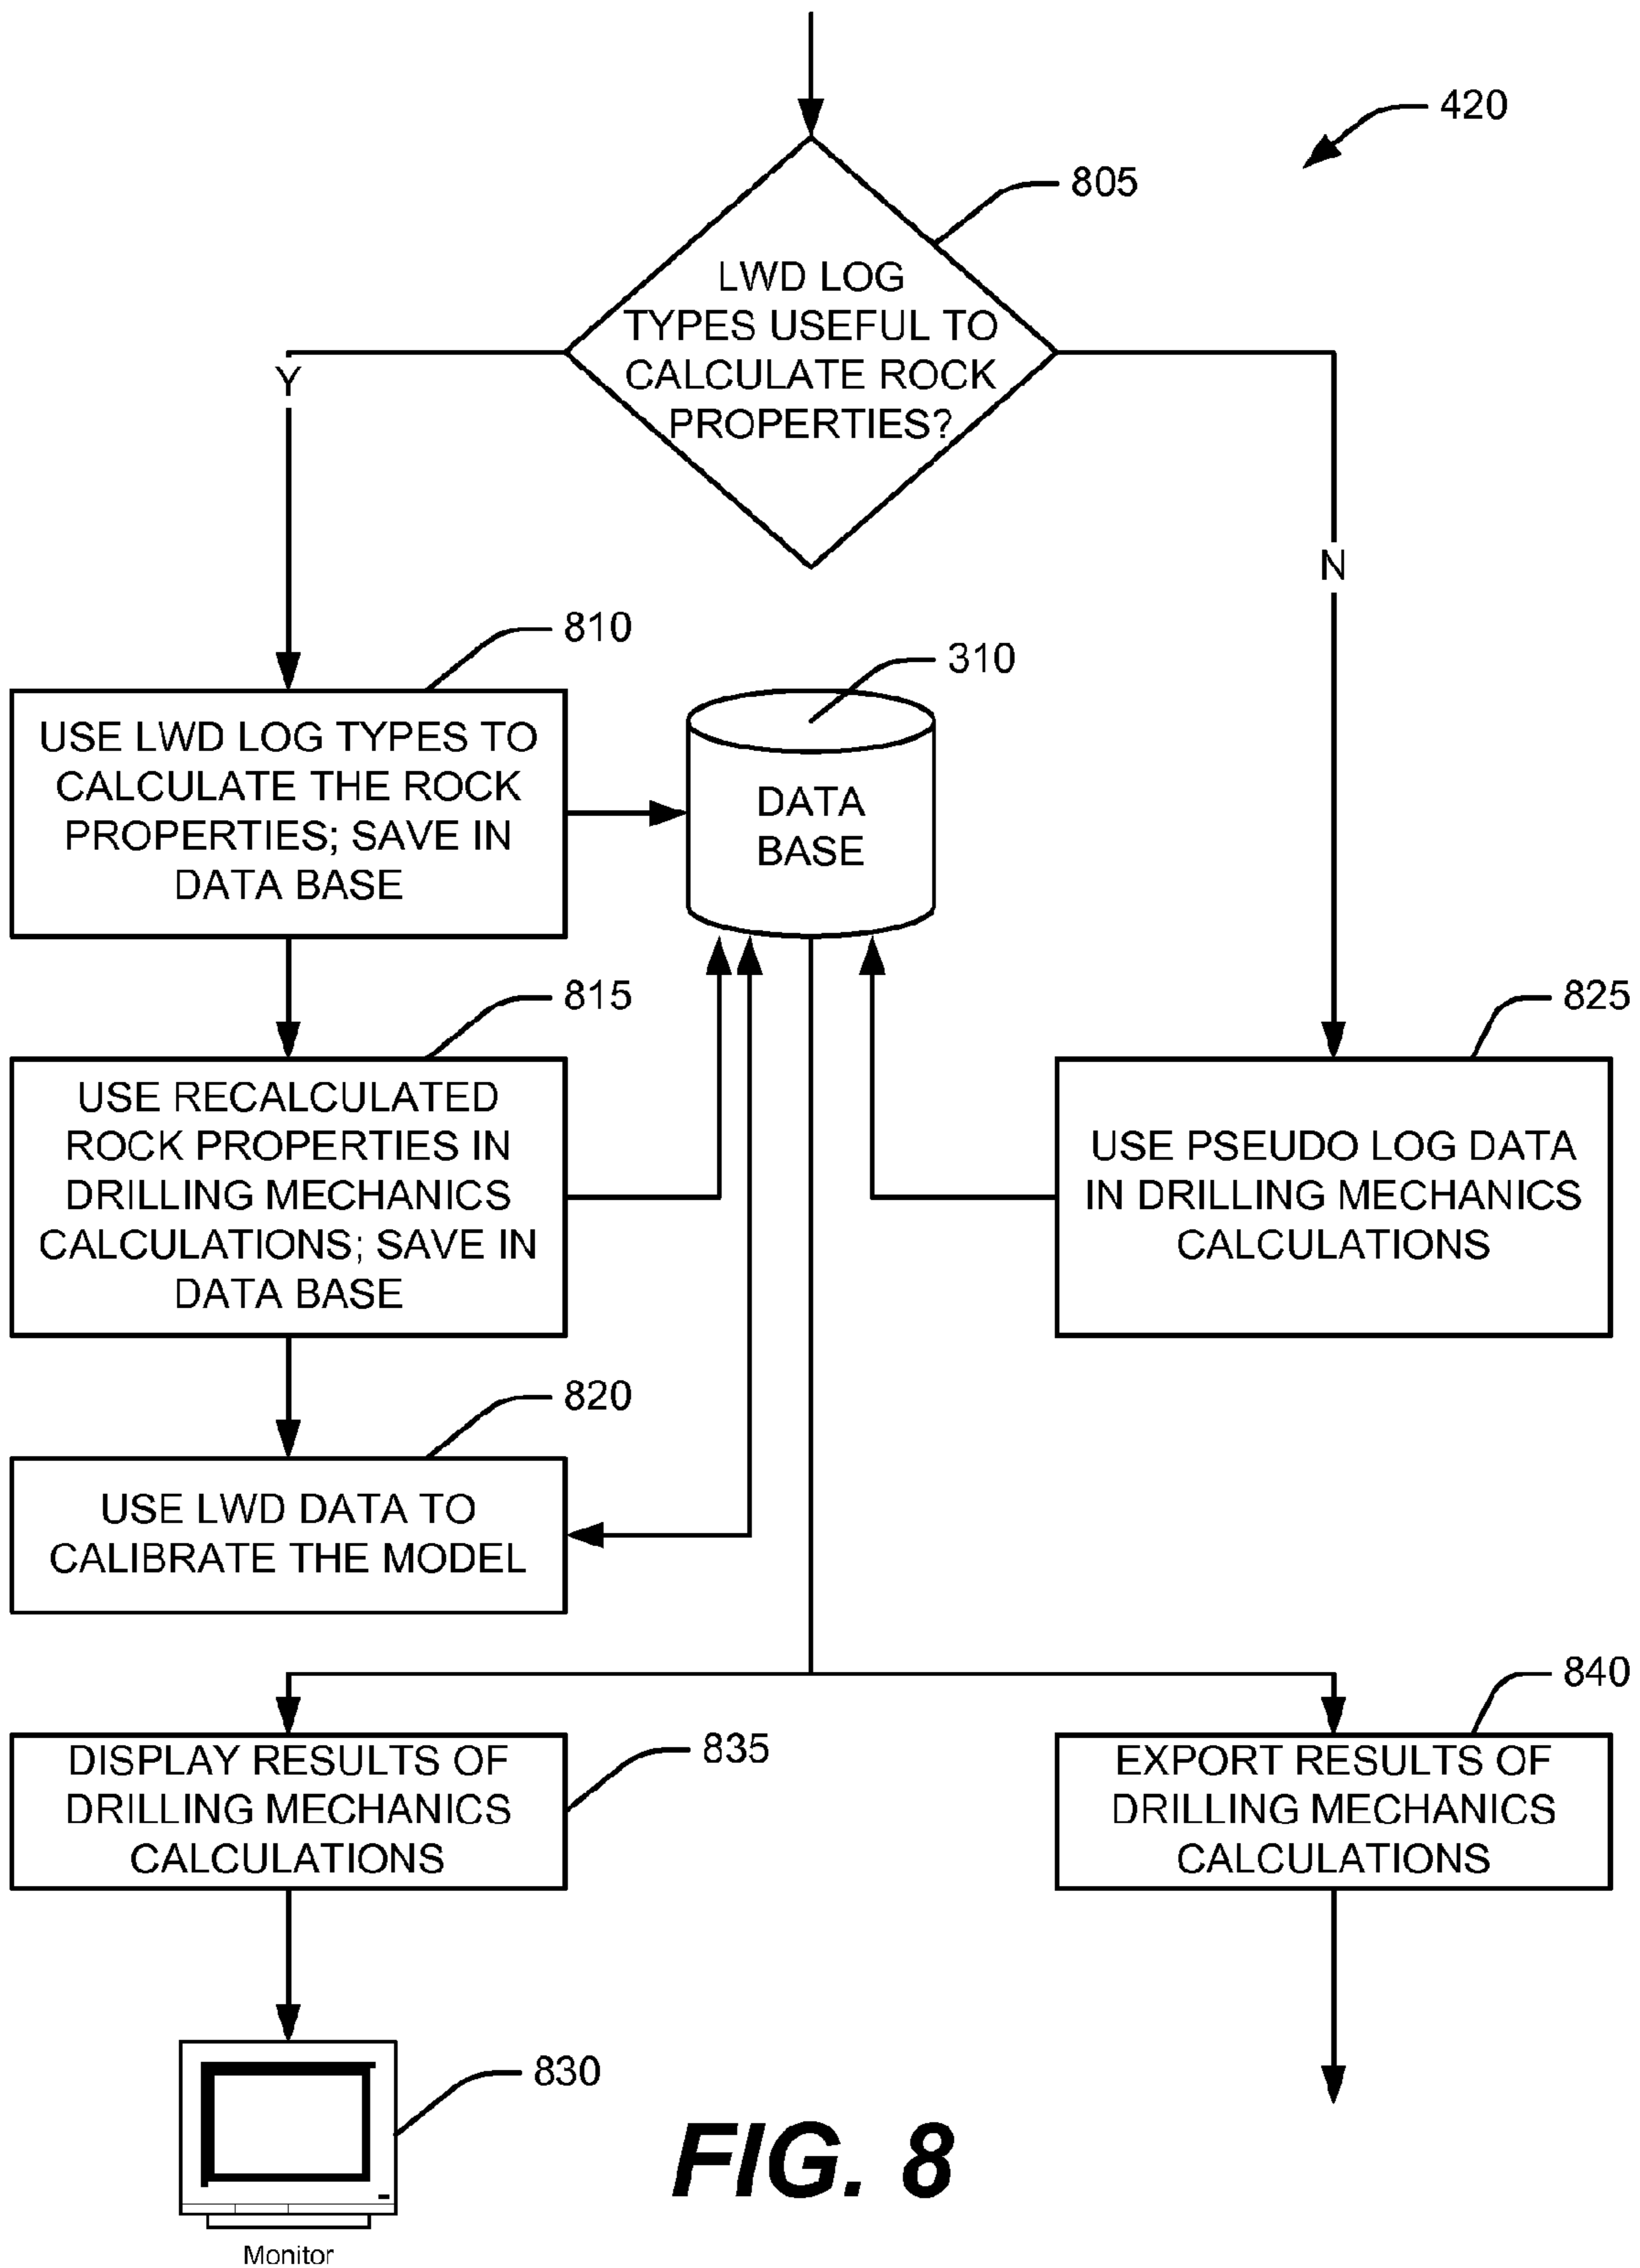 420
805
LWD LOG
TYPES USEFUL TO
CALCULATE ROCK
PROPERTIES?
Y
N
810
USE LWD LOG TYPES TO
CALCULATE THE ROCK
PROPERTIES; SAVE IN
DATA BASE
310
DATA
BASE
815
USE RECALCULATED
ROCK PROPERTIES IN
DRILLING MECHANICS
CALCULATIONS; SAVE IN
DATA BASE
825
USE PSEUDO LOG DATA
IN DRILLING MECHANICS
CALCULATIONS
820
USE LWD DATA TO
CALIBRATE THE MODEL
835
DISPLAY RESULTS OF
DRILLING MECHANICS
CALCULATIONS
840
EXPORT RESULTS OF
DRILLING MECHANICS
CALCULATIONS
830
Monitor
FIG. 8